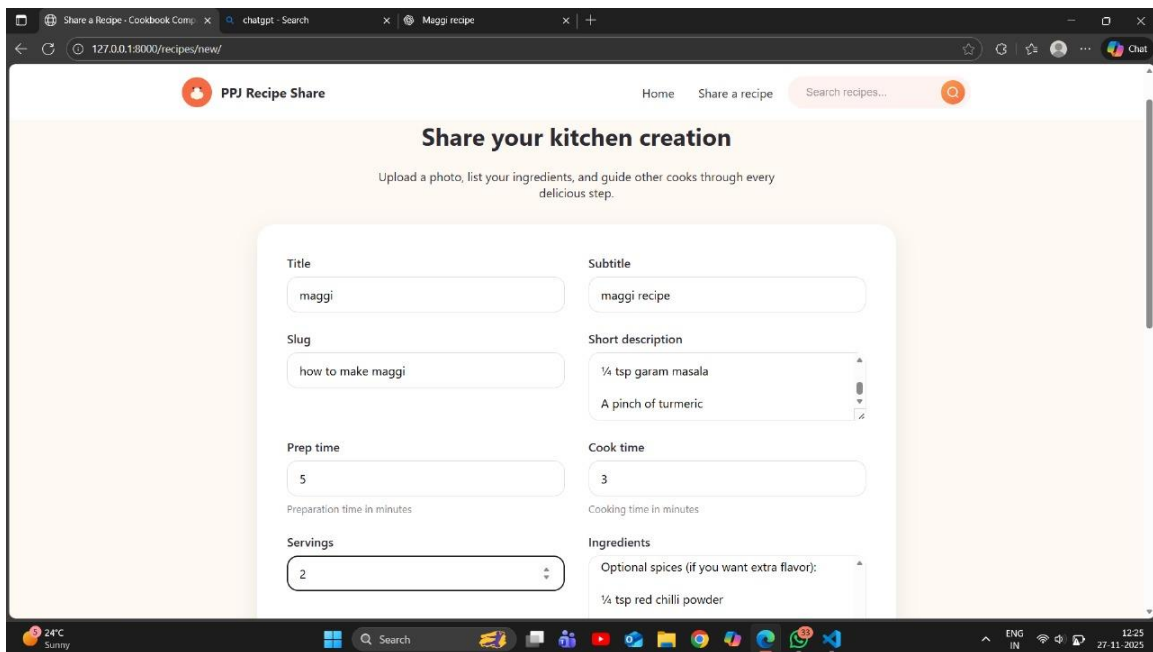 Share a Recipe - Cookbook Comp
chatgpt - Search
Maggi recipe
127.0.0.1:8000/recipes/new/
Chat
PPJ Recipe Share
Home
Share a recipe
Search recipes...
Share your kitchen creation
Upload a photo, list your ingredients, and guide other cooks through every
delicious step.
Title
Subtitle
maggi
maggi recipe
Slug
Short description
how to make maggi
¼ tsp garam masala
A pinch of turmeric
Prep time
Cook time
5
3
Preparation time in minutes
Cooking time in minutes
Servings
Ingredients
2
Optional spices (if you want extra flavor):
¼ tsp red chilli powder
5
24°C
Sunny
Search
33
ENG
IN
12:25
27-11-2025